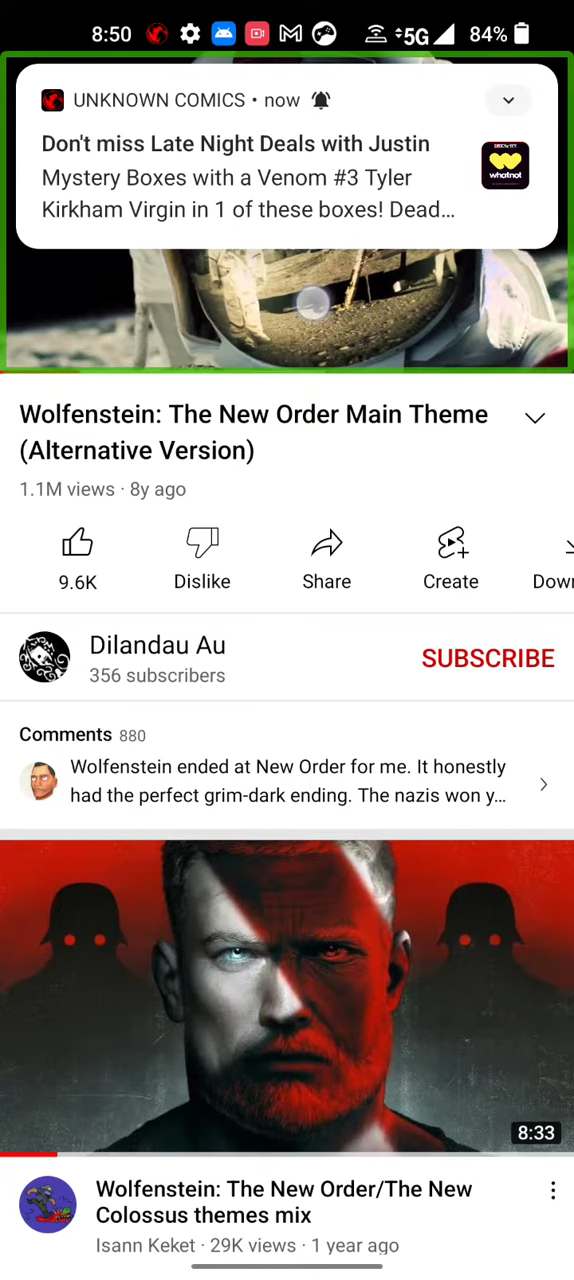 8:50 5G 84%
UNKNOWN COMICS • now
Don't miss Late Night Deals with Justin
Mystery Boxes with a Venom #3 Tyler
Kirkham Virgin in 1 of these boxes! Dead...
whatnot
Wolfenstein: The New Order Main Theme
(Alternative Version)
1.1M views · 8y ago
9.6K Dislike Share Create Down
Dilandau Au
356 subscribers
SUBSCRIBE
Comments 880
Wolfenstein ended at New Order for me. It honestly
had the perfect grim-dark ending. The nazis won y...
8:33
Wolfenstein: The New Order/The New
Colossus themes mix
Isann Keket · 29K views · 1 year ago